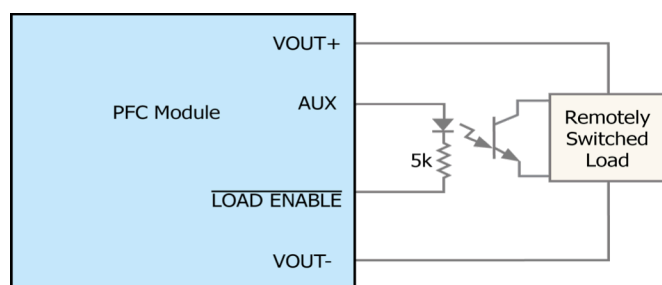 VOUT+
AUX
PFC Module
5k
LOAD ENABLE
VOUT-
Remotely
Switched
Load